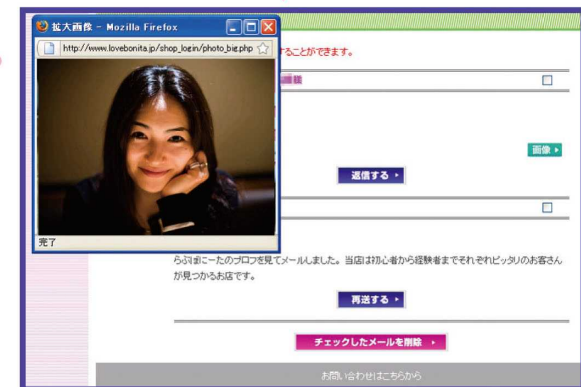 拡大画像 - Mozilla Firefox
http://www.lovebonita.jp/shop_login/photo_big.php
することができます。
様
画像
返信する
完了
らぶぼにーたのプロフを見てメールしました。当店は初心者から経験者までそれぞれピッタリのお客さん
が見つかるお店です。
再送する
チェックしたメールを削除
お問い合わせはこちらから